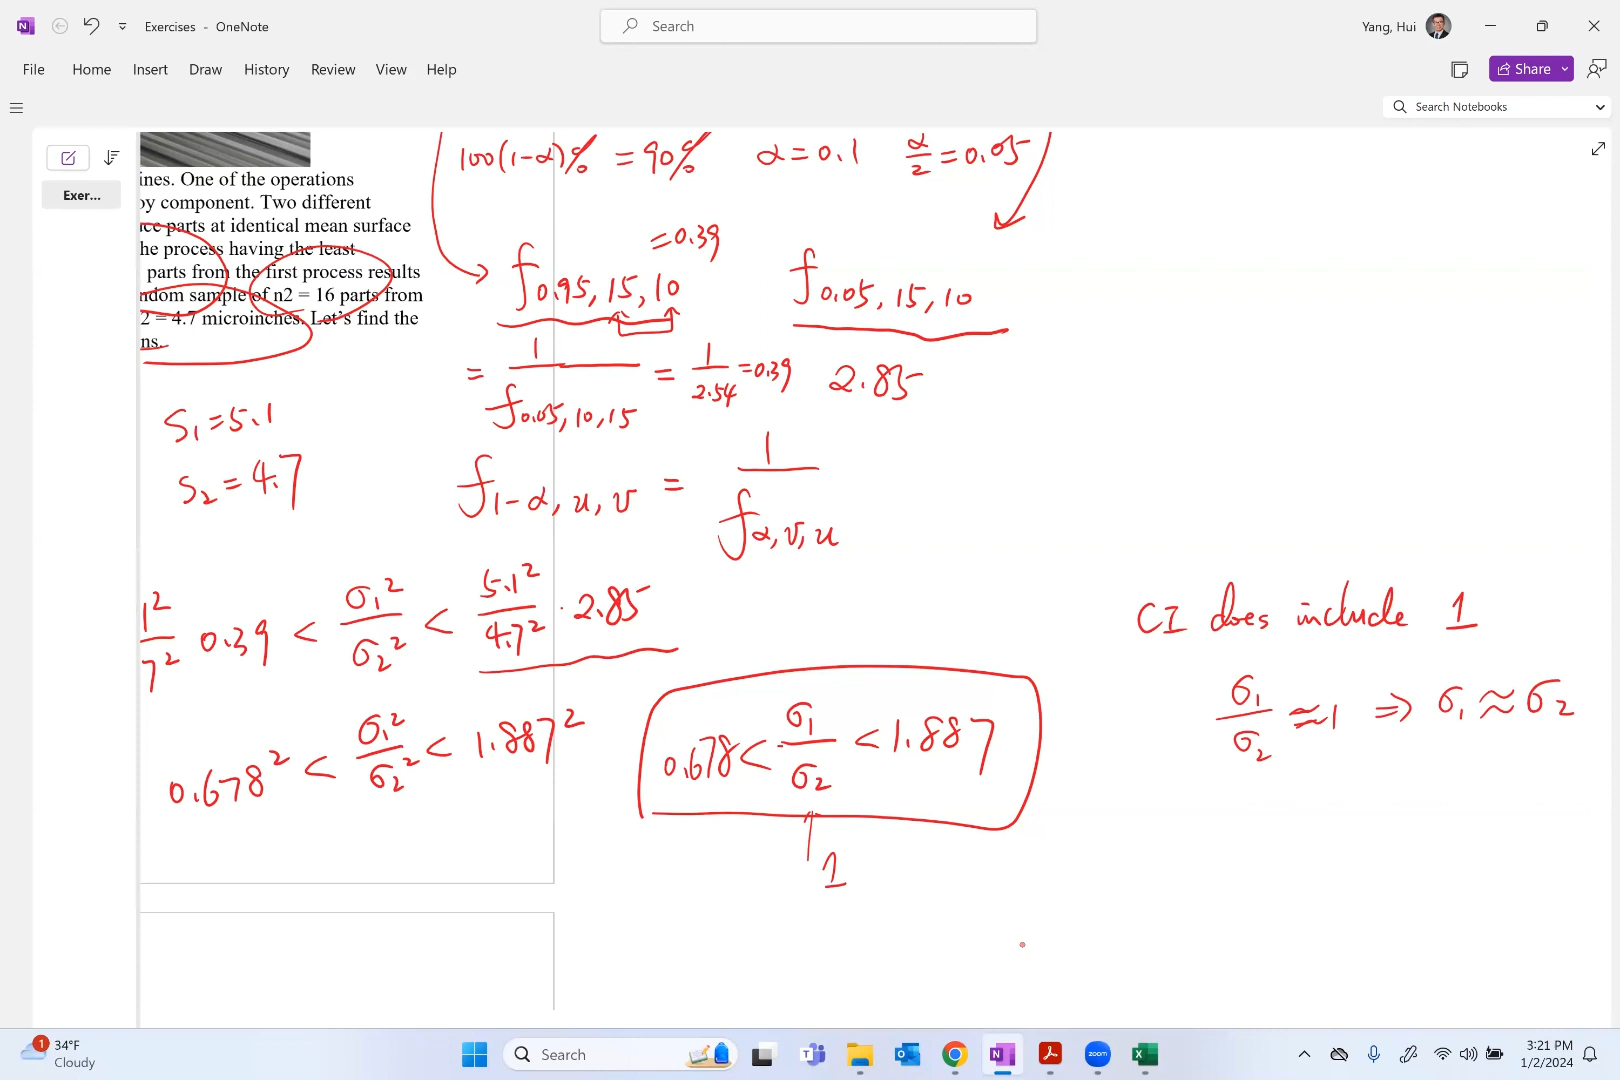 Exercises - OneNote
Search
Yang, Hui
File Home Insert Draw History Review View Help
Share
Search Notebooks
Exer...
ines. One of the operations
oy component. Two different
ce parts at identical mean surface
he process having the least
parts from the first process results
ndom sample of n2 = 16 parts from
2 = 4.7 microinches. Let's find the
ns.
100(1-α)% = 90% α = 0.1 α/2 = 0.05
f0.95, 15, 10 = 0.39 f0.05, 15, 10
= 1/f0.05, 10, 15 = 1/2.54 = 0.39 2.85
S1 = 5.1
S2 = 4.7
f1-α, u, v = 1/fα, v, u
1²/7² 0.39 < σ1²/σ2² < 5.1²/4.7² · 2.85
0.678² < σ1²/σ2² < 1.887²
0.678 < σ1/σ2 < 1.887
1
CI does include 1
σ1/σ2 ≈ 1 ⇒ σ1 ≈ σ2
1
34°F
Cloudy
Search
zoom
3:21 PM
1/2/2024